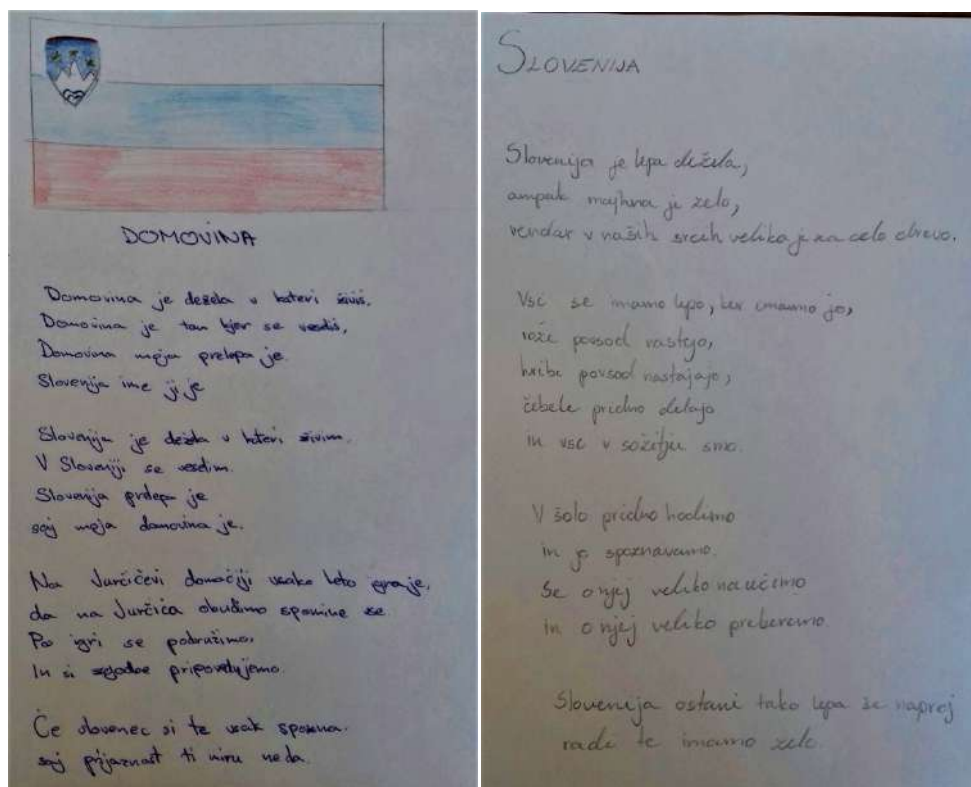 DOMOVINA
Domovina je dežela v kateri živiš.
Domovina je tam kjer se veseliš,
Domovina moja prelepa je
Slovenija ime ji je
Slovenija je dežela v kateri živim.
V Sloveniji se veselim.
Slovenija prelepa je
saj moja domovina je.
Na Jurčičevi domačiji vsako leto igra je,
da na Jurčiča obudimo spomine se
Po igri se podružimo,
In si zgodbe pripovedujemo.
Če slovenec si te vsak spozna.
saj prijaznost ti miru ne da.
SLOVENIJA
Slovenija je lepa dežela,
ampak majhna je zelo,
vendar v naših srcih velika je za celo drevo.
Vsi se imamo lepo, ker imamo jo,
rože povsod rastejo,
hribi povsod nastajajo,
čebele pridno delajo
in vsi v sožitju smo.
V šolo pridno hodimo
in jo spoznavamo.
Se o njej veliko naučimo
in o njej veliko preberemo.
Slovenija ostani tako lepa še naprej
radi te imamo zelo.